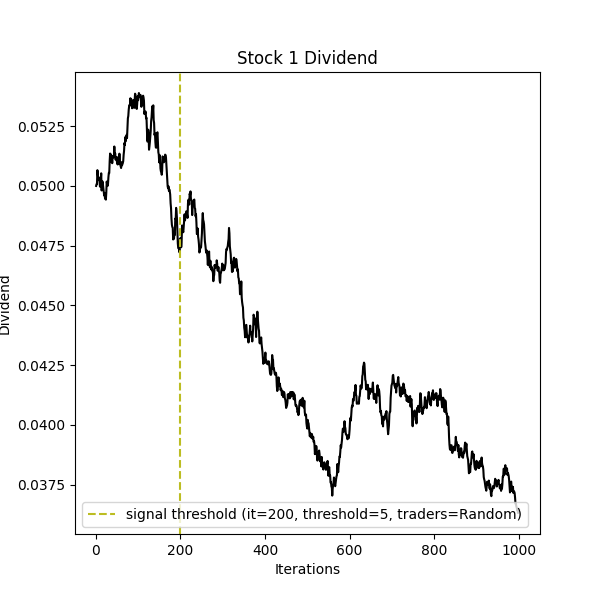 Stock 1 Dividend
Dividend
0.0525
0.0500
0.0475
0.0450
0.0425
0.0400
0.0375
signal threshold (it=200, threshold=5, traders=Random)
0 200 400 600 800 1000
Iterations